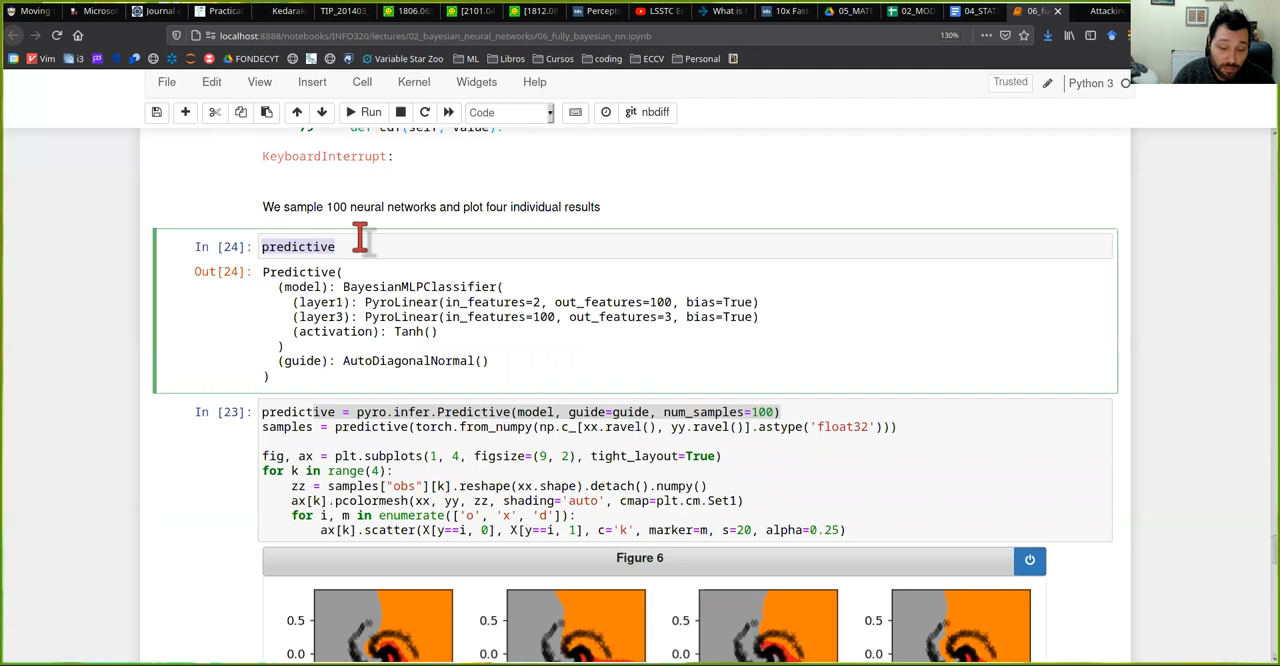 Moving
Microso
Journal
Practical
Kedarak
TIP_201403
1806.06
[2101.04
[1812.08
Percept
LSSTC E
What is
10x Fast
05_MATE
02_MOD
04_STAT
06_fu
Attackin
localhost:8888/notebooks/INFO320/lectures/02_bayesian_neural_networks/06_fully_bayesian_nn.ipynb
130%
Vim
i3
FONDECYT
Variable Star Zoo
ML
Libros
Cursos
coding
ECCV
Personal
File Edit View Insert Cell Kernel Widgets Help
Trusted
Python 3
Run
Code
nbdiff
KeyboardInterrupt:
We sample 100 neural networks and plot four individual results
In [24]: predictive
Out[24]: Predictive(
(model): BayesianMLPClassifier(
(layer1): PyroLinear(in_features=2, out_features=100, bias=True)
(layer3): PyroLinear(in_features=100, out_features=3, bias=True)
(activation): Tanh()
)
(guide): AutoDiagonalNormal()
)
In [23]: predictive = pyro.infer.Predictive(model, guide=guide, num_samples=100)
samples = predictive(torch.from_numpy(np.c_[xx.ravel(), yy.ravel()].astype('float32')))
fig, ax = plt.subplots(1, 4, figsize=(9, 2), tight_layout=True)
for k in range(4):
zz = samples["obs"][k].reshape(xx.shape).detach().numpy()
ax[k].pcolormesh(xx, yy, zz, shading='auto', cmap=plt.cm.Set1)
for i, m in enumerate(['o', 'x', 'd']):
ax[k].scatter(X[y==i, 0], X[y==i, 1], c='k', marker=m, s=20, alpha=0.25)
Figure 6
0.5
0.5
0.5
0.5
0.0
0.0
0.0
0.0